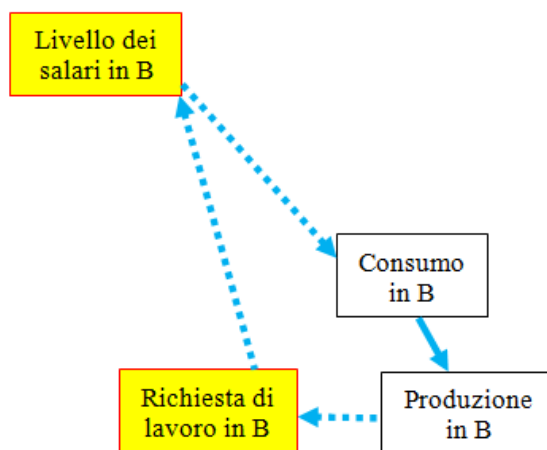 Livello dei
salari in B
Consumo
in B
Richiesta di
lavoro in B
Produzione
in B